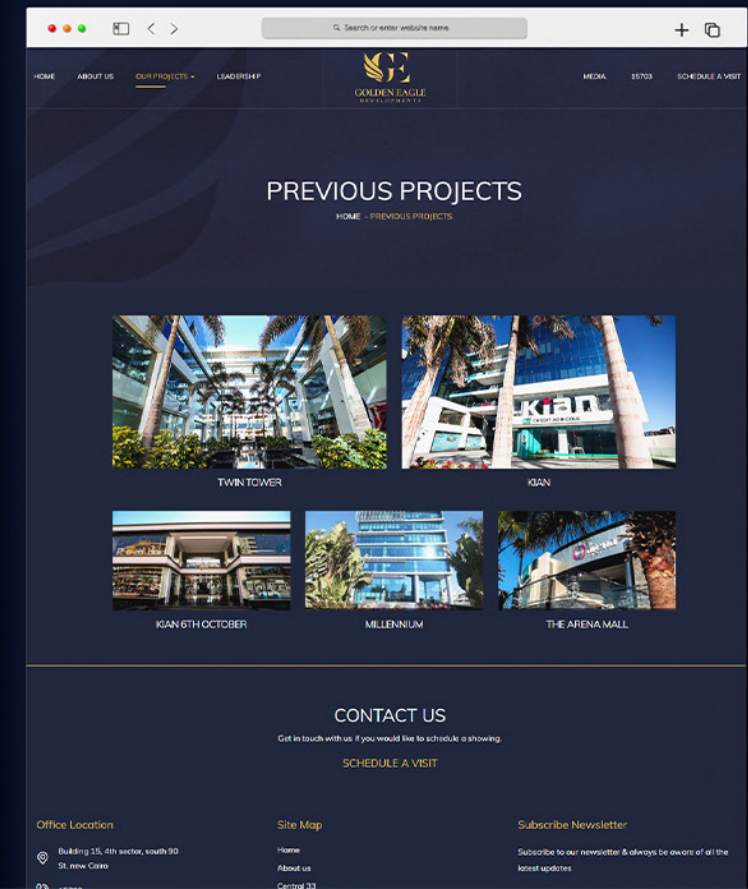 Search or enter website name
HOME
ABOUT US
OUR PROJECTS
LEADERSHIP
GE
GOLDEN EAGLE
DEVELOPMENTS
MEDIA
15703
SCHEDULE A VISIT
PREVIOUS PROJECTS
HOME - PREVIOUS PROJECTS
kian
CREDIT AGRICOLE
TWIN TOWER
KIAN
KIAN 6TH OCTOBER
MILLENNIUM
THE ARENA MALL
CONTACT US
Get in touch with us if you would like to schedule a showing.
SCHEDULE A VISIT
Office Location
Building 15, 4th sector, south 90
St. new Cairo
Site Map
Home
About us
Central 33
Subscribe Newsletter
Subscribe to our newsletter & always be aware of all the
latest updates